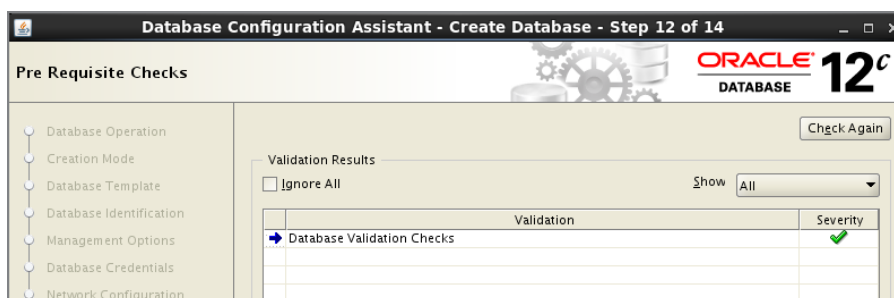 Database Configuration Assistant - Create Database - Step 12 of 14
Pre Requisite Checks
ORACLE
DATABASE
12c
Check Again
Database Operation
Creation Mode
Database Template
Database Identification
Management Options
Database Credentials
Network Configuration
Validation Results
Ignore All
Show
All
Validation
Severity
Database Validation Checks